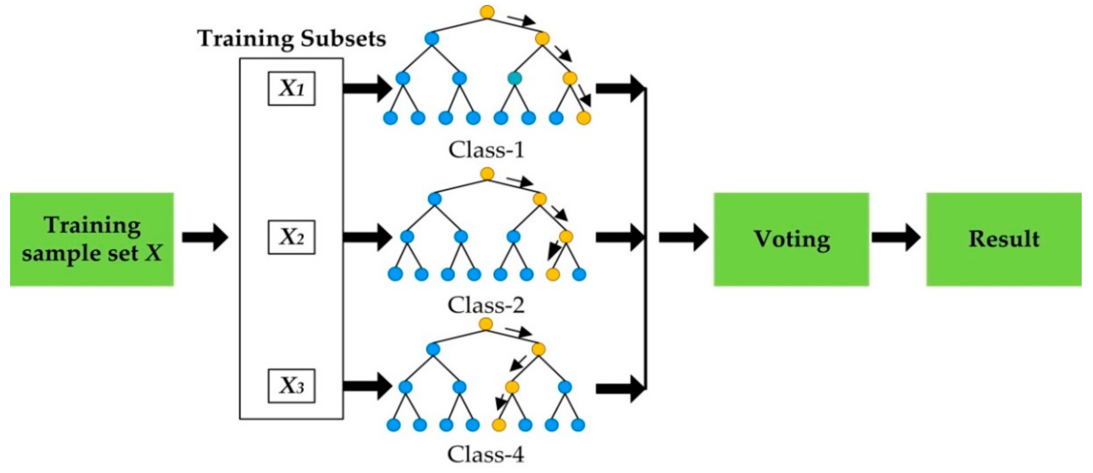 Training Subsets
X1
Class-1
Training
sample set X
X2
Class-2
Voting
Result
X3
Class-4